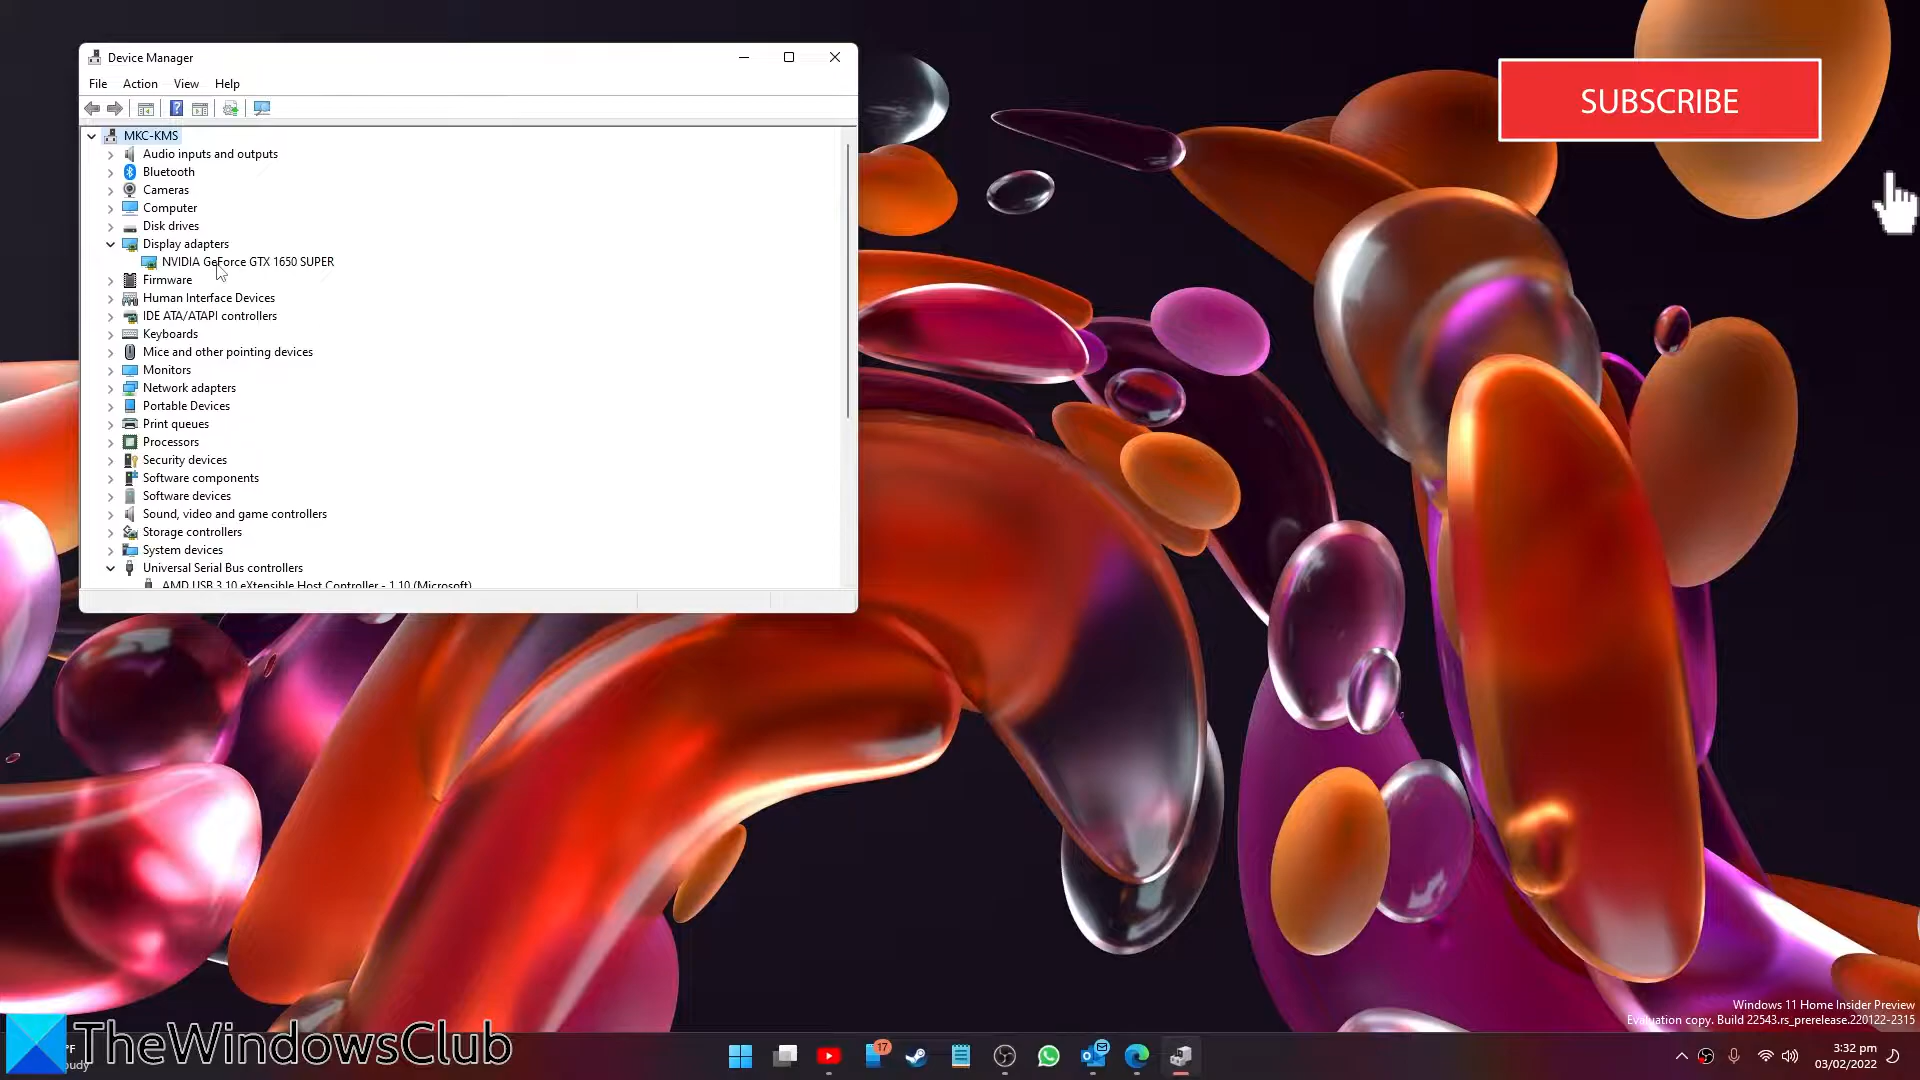 Device Manager
File Action View Help
MKC-KMS
Audio inputs and outputs
Bluetooth
Cameras
Computer
Disk drives
Display adapters
NVIDIA GeForce GTX 1650 SUPER
Firmware
Human Interface Devices
IDE ATA/ATAPI controllers
Keyboards
Mice and other pointing devices
Monitors
Network adapters
Portable Devices
Print queues
Processors
Security devices
Software components
Software devices
Sound, video and game controllers
Storage controllers
System devices
Universal Serial Bus controllers
AMD USB 3.10 eXtensible Host Controller - 1.10 (Microsoft)
SUBSCRIBE
Windows 11 Home Insider Preview
Evaluation copy. Build 22543.rs_prerelease.220122-2315
TheWindowsClub
17
3:32 pm
03/02/2022